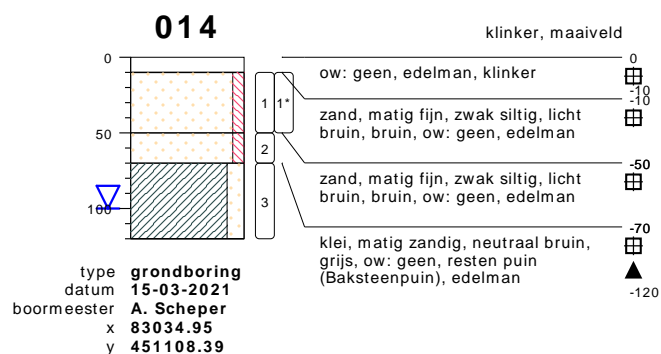 014
klinker, maaiveld
0
0
ow: geen, edelman, klinker
-10
-10
1
1*
zand, matig fijn, zwak siltig, licht
bruin, bruin, ow: geen, edelman
50
-50
2
zand, matig fijn, zwak siltig, licht
bruin, bruin, ow: geen, edelman
3
100
-70
klei, matig zandig, neutraal bruin,
grijs, ow: geen, resten puin
(Baksteenpuin), edelman
-120
type grondboring
datum 15-03-2021
boormeester A. Scheper
x 83034.95
y 451108.39